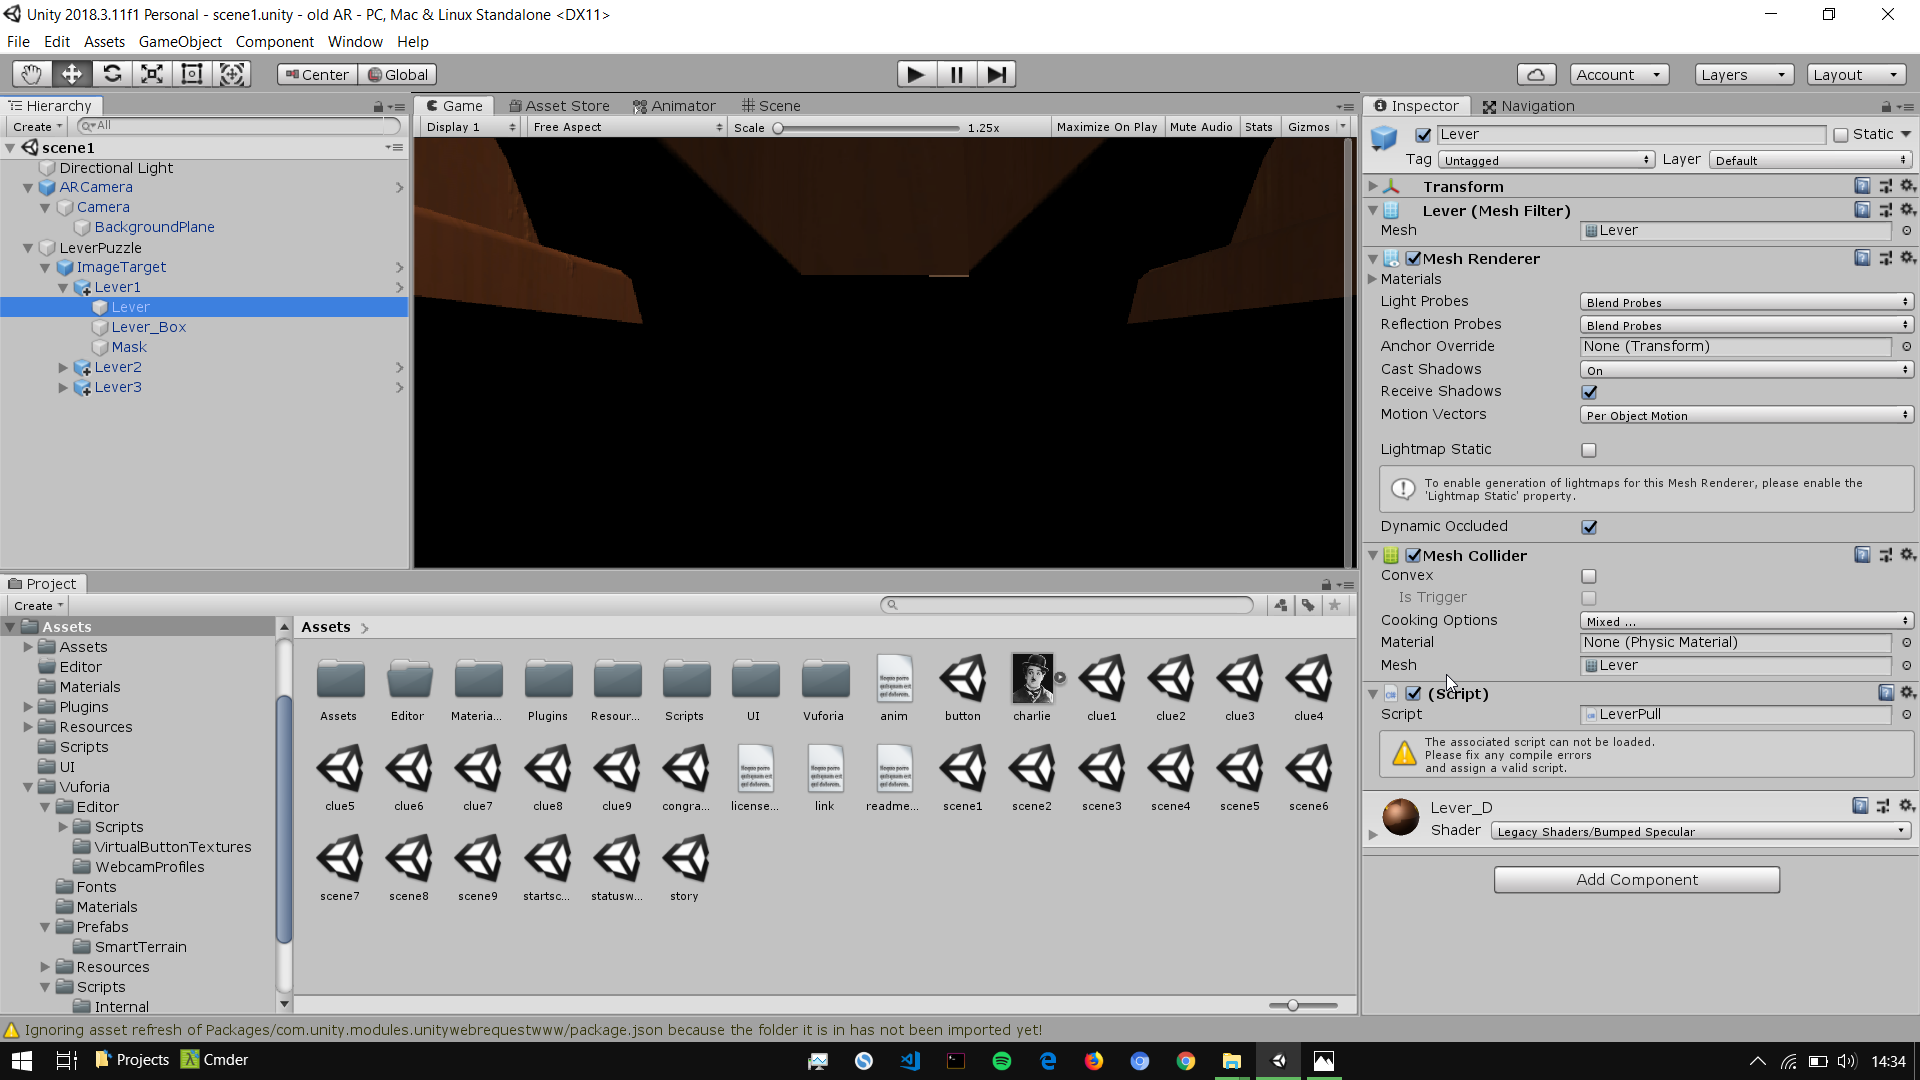 Unity 2018.3.11f1 Personal - scene1.unity - old AR - PC, Mac & Linux Standalone <DX11>
File Edit Assets GameObject Component Window Help
Center Global Account Layers Layout
Hierarchy
Create All
scene1
Directional Light
ARCamera
Camera
BackgroundPlane
LeverPuzzle
ImageTarget
Lever1
Lever
Lever_Box
Mask
Lever2
Lever3
Game Asset Store Animator Scene
Display 1 Free Aspect Scale 1.25x Maximize On Play Mute Audio Stats Gizmos
Inspector Navigation
Lever Static
Tag Untagged Layer Default
Transform
Lever (Mesh Filter)
Mesh Lever
Mesh Renderer
Materials
Light Probes Blend Probes
Reflection Probes Blend Probes
Anchor Override None (Transform)
Cast Shadows On
Receive Shadows
Motion Vectors Per Object Motion
Lightmap Static
To enable generation of lightmaps for this Mesh Renderer, please enable the
'Lightmap Static' property.
Dynamic Occluded
Mesh Collider
Convex
Is Trigger
Cooking Options Mixed ...
Material None (Physic Material)
Mesh Lever
(Script)
Script LeverPull
The associated script can not be loaded.
Please fix any compile errors
and assign a valid script.
Lever_D
Shader Legacy Shaders/Bumped Specular
Add Component
Project
Create
Assets
Assets
Editor
Materials
Plugins
Resources
Scripts
UI
Vuforia
Editor
Scripts
VirtualButtonTextures
WebcamProfiles
Fonts
Materials
Prefabs
SmartTerrain
Resources
Scripts
Internal
Assets
Assets Editor Materia... Plugins Resour... Scripts UI Vuforia anim button charlie clue1 clue2 clue3 clue4
clue5 clue6 clue7 clue8 clue9 congra... license... link readme... scene1 scene2 scene3 scene4 scene5 scene6
scene7 scene8 scene9 startsc... statusw... story
Ignoring asset refresh of Packages/com.unity.modules.unitywebrequestwww/package.json because the folder it is in has not been imported yet!
Projects Cmder 14:34